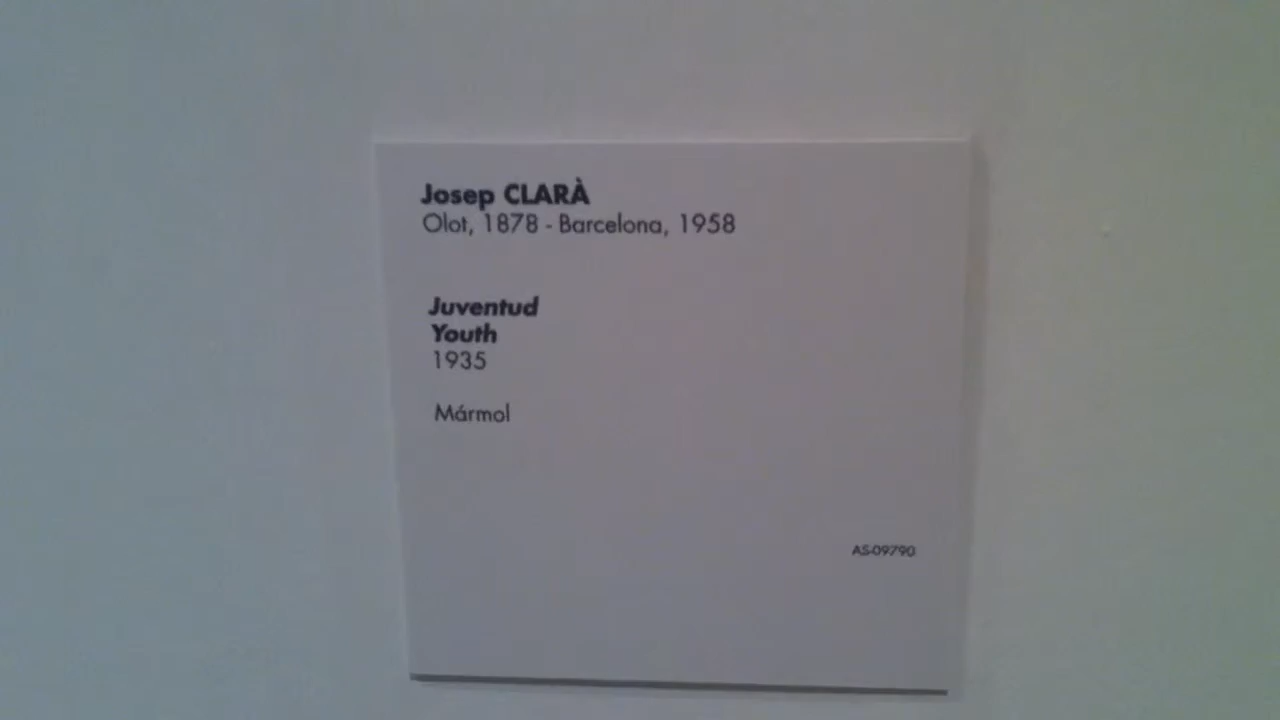 Josep CLARÀ
Olot, 1878 - Barcelona, 1958
Juventud
Youth
1935
Mármol
AS-09790